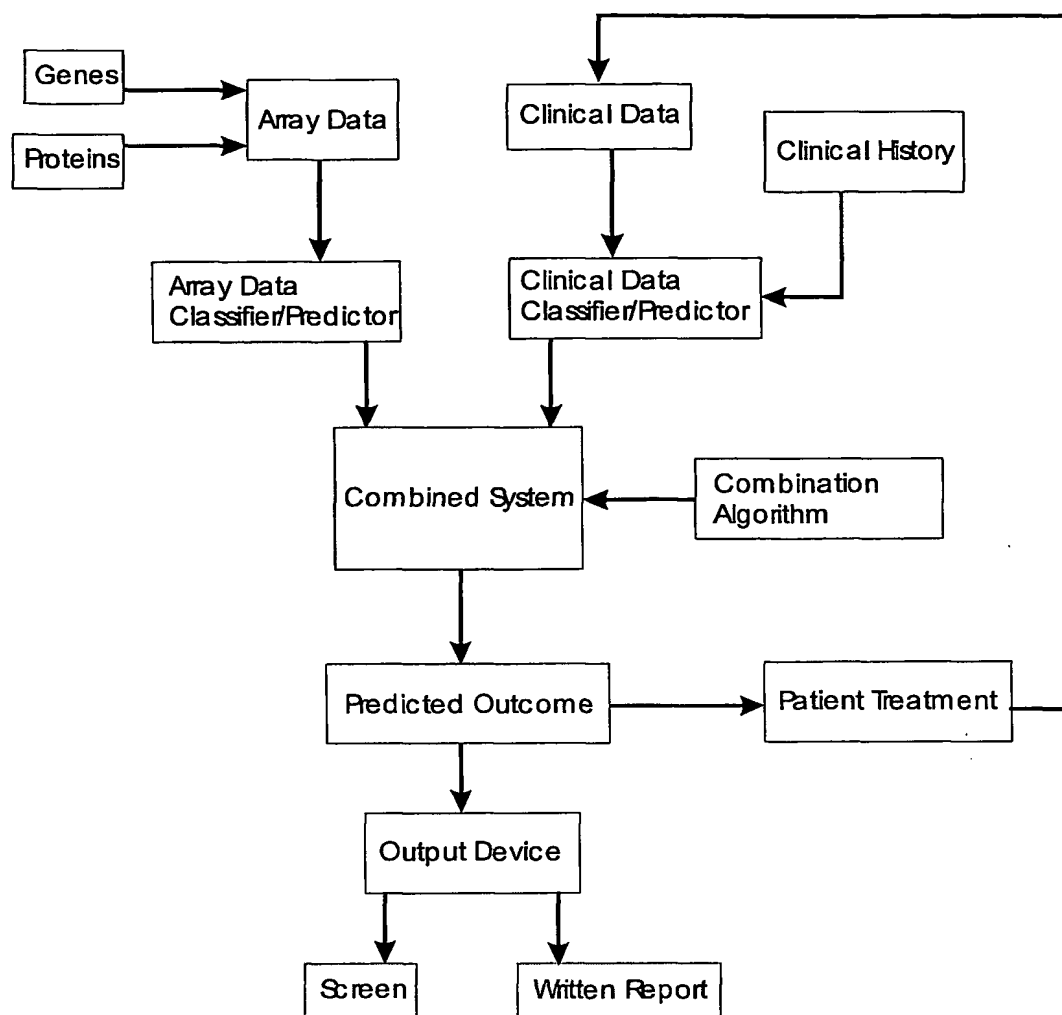 Genes
Proteins
Array Data
Clinical Data
Clinical History
Array Data
Classifier/Predictor
Clinical Data
Classifier/Predictor
Combined System
Combination
Algorithm
Predicted Outcome
Patient Treatment
Output Device
Screen
Written Report